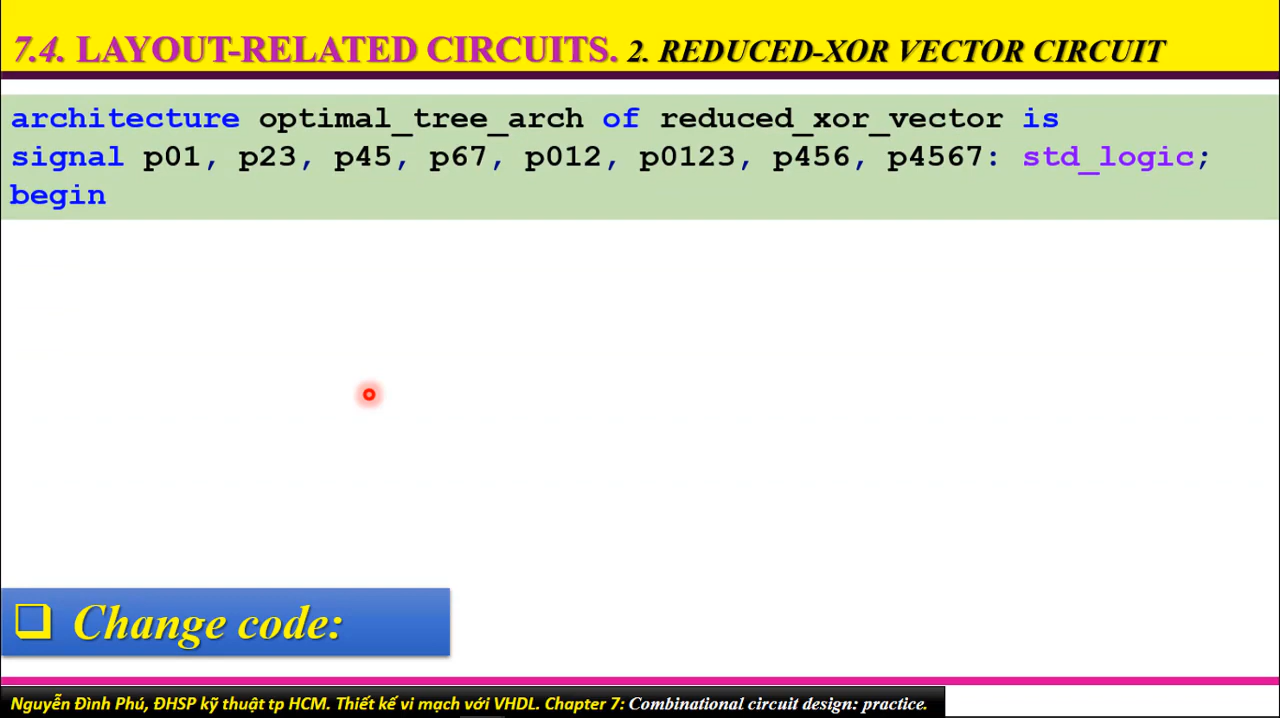 7.4. LAYOUT-RELATED CIRCUITS. 2. REDUCED-XOR VECTOR CIRCUIT
architecture optimal_tree_arch of reduced_xor_vector is
signal p01, p23, p45, p67, p012, p0123, p456, p4567: std_logic;
begin
Change code:
Nguyễn Đình Phú, ĐHSP kỹ thuật tp HCM. Thiết kế vi mạch với VHDL. Chapter 7: Combinational circuit design: practice.